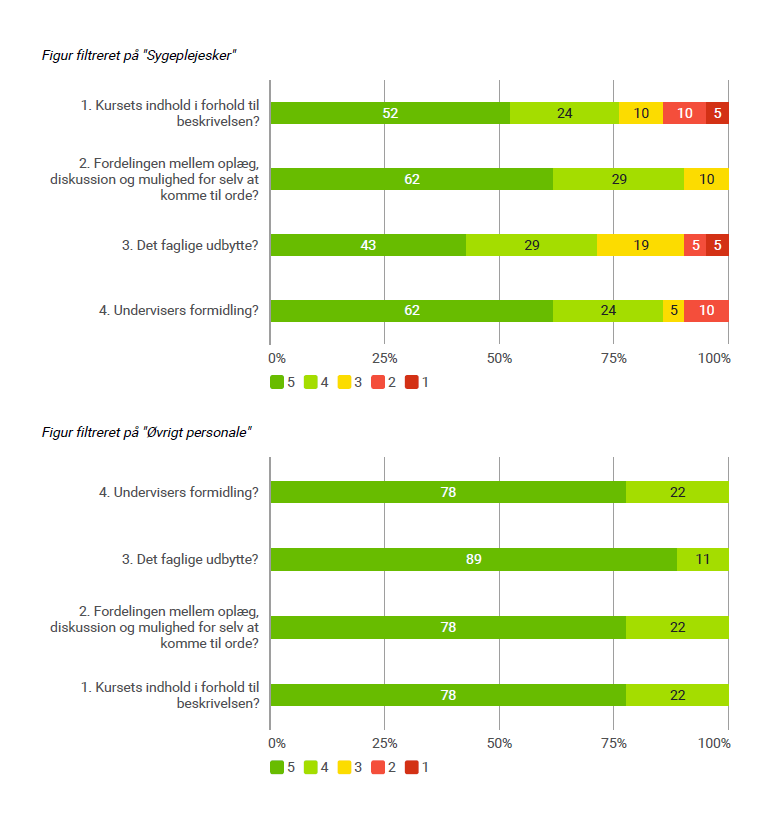 Figur filtreret på "Sygeplejesker"
1. Kursets indhold i forhold til
beskrivelsen?
52 24 10 10 5
2. Fordelingen mellem oplæg,
diskussion og mulighed for selv at
komme til orde?
62 29 10
3. Det faglige udbytte?
43 29 19 5 5
4. Undervisers formidling?
62 24 5 10
0% 25% 50% 75% 100%
5 4 3 2 1
Figur filtreret på "Øvrigt personale"
4. Undervisers formidling?
78 22
3. Det faglige udbytte?
89 11
2. Fordelingen mellem oplæg,
diskussion og mulighed for selv at
komme til orde?
78 22
1. Kursets indhold i forhold til
beskrivelsen?
78 22
0% 25% 50% 75% 100%
5 4 3 2 1